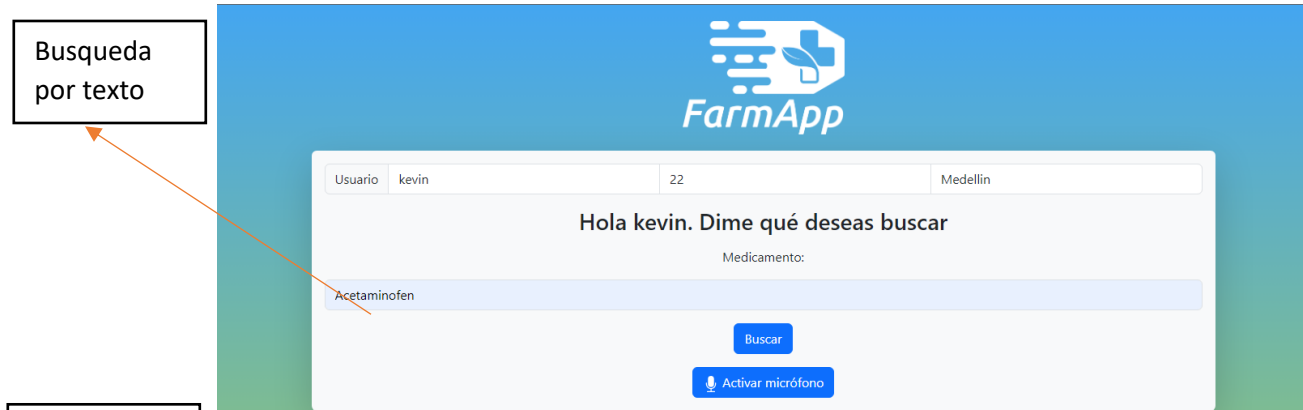 Busqueda
por texto
FarmApp
Usuario kevin 22 Medellin
Hola kevin. Dime qué deseas buscar
Medicamento:
Acetaminofen
Buscar
Activar micrófono